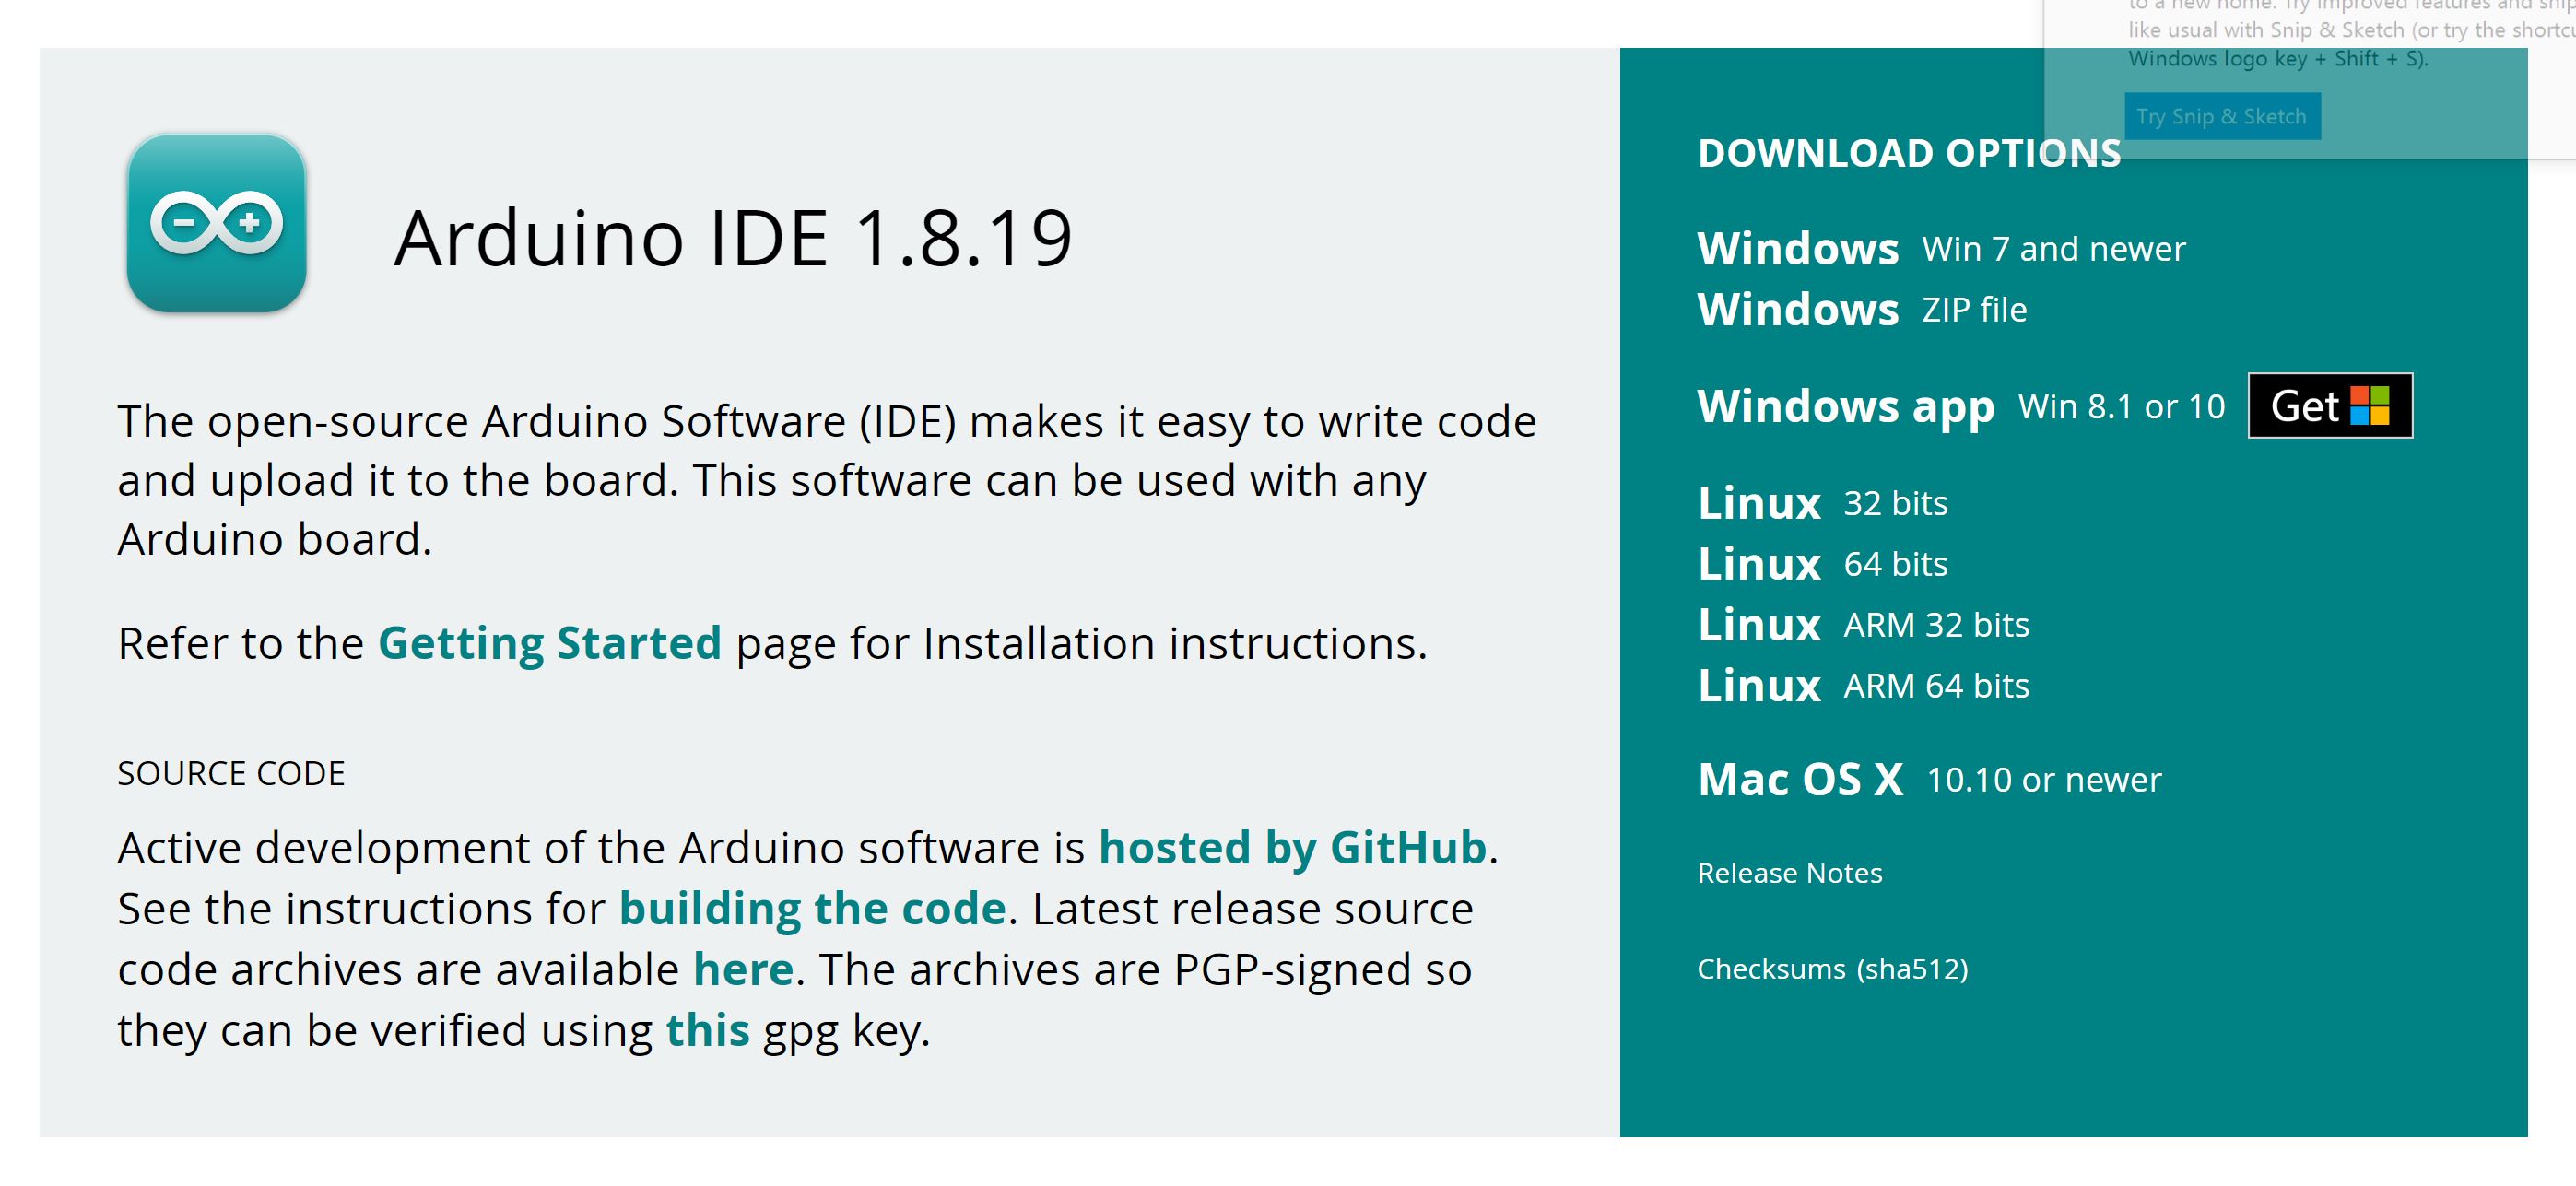 to a new home. Try improved features and snip
like usual with Snip & Sketch (or try the shortcu
Windows logo key + Shift + S).
Try Snip & Sketch
Arduino IDE 1.8.19
The open-source Arduino Software (IDE) makes it easy to write code
and upload it to the board. This software can be used with any
Arduino board.
Refer to the Getting Started page for Installation instructions.
SOURCE CODE
Active development of the Arduino software is hosted by GitHub.
See the instructions for building the code. Latest release source
code archives are available here. The archives are PGP-signed so
they can be verified using this gpg key.
DOWNLOAD OPTIONS
Windows Win 7 and newer
Windows ZIP file
Windows app Win 8.1 or 10 Get
Linux 32 bits
Linux 64 bits
Linux ARM 32 bits
Linux ARM 64 bits
Mac OS X 10.10 or newer
Release Notes
Checksums (sha512)